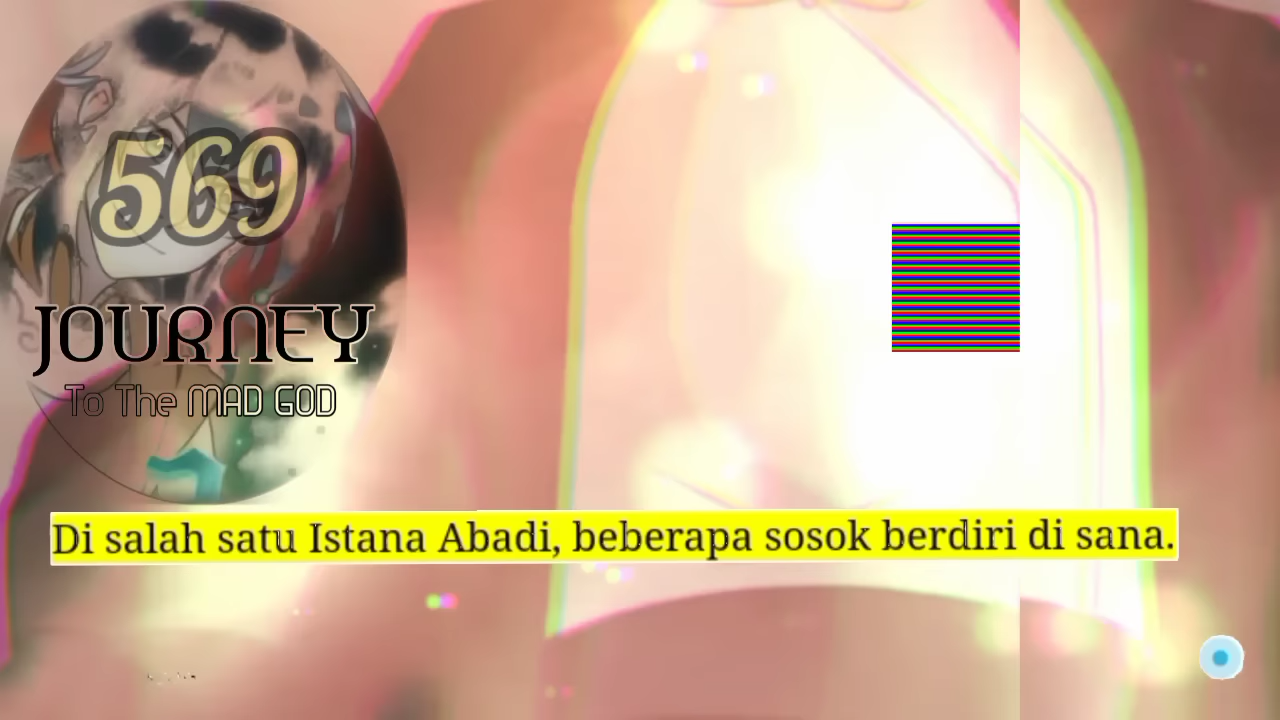 569
JOURNEY
To The MAD GOD
Di salah satu Istana Abadi, beberapa sosok berdiri di sana.